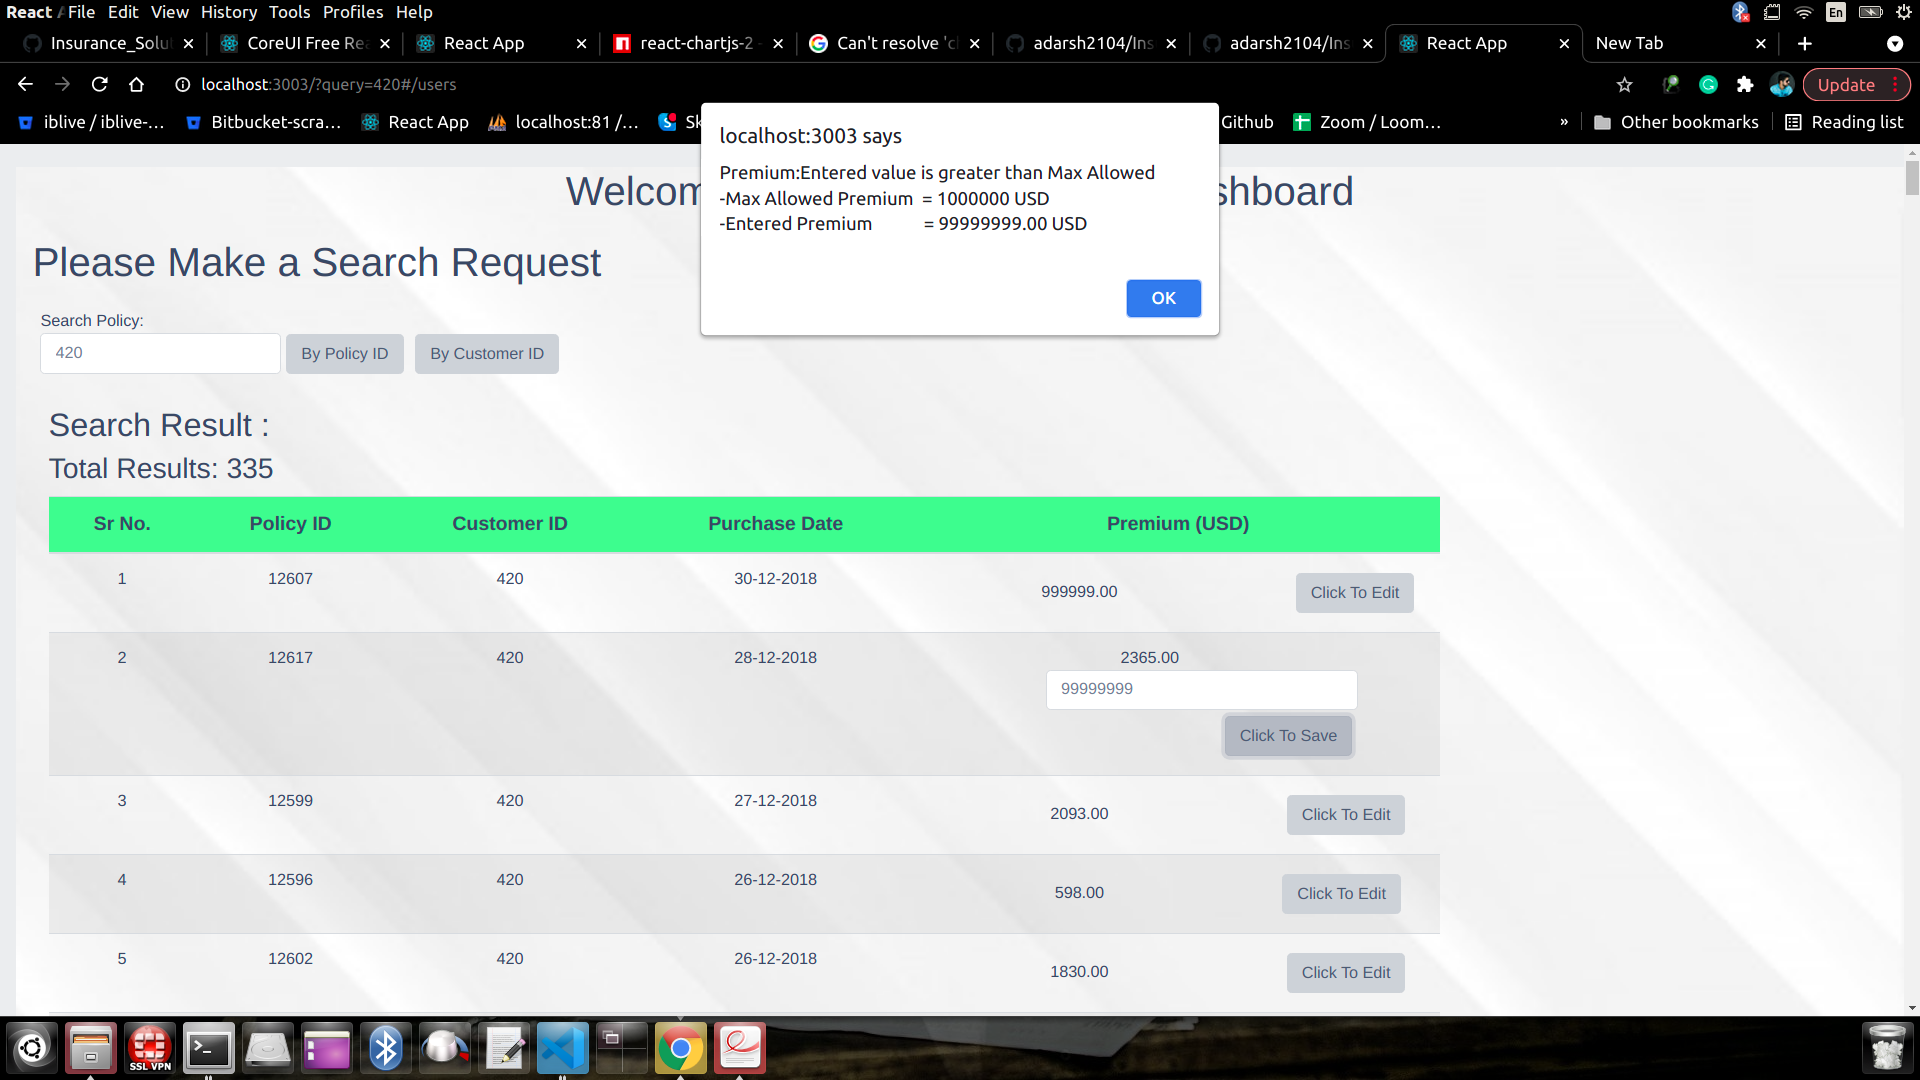 React A File Edit View History Tools Profiles Help
En
Insurance_Solu
CoreUI Free Rea
React App
react-chartjs-2 -
Can't resolve 'ch
adarsh2104/Ins
adarsh2104/Ins
React App
New Tab
localhost:3003/?query=420#/users
Update
iblive / iblive-...
Bitbucket-scra...
React App
localhost:81 /...
Sk
Github
Zoom / Loom...
»
Other bookmarks
Reading list
localhost:3003 says
Premium:Entered value is greater than Max Allowed
-Max Allowed Premium = 1000000 USD
-Entered Premium = 99999999.00 USD
OK
Welcom
shboard
Please Make a Search Request
Search Policy:
420
By Policy ID
By Customer ID
Search Result :
Total Results: 335
Sr No. Policy ID Customer ID Purchase Date Premium (USD)
1 12607 420 30-12-2018 999999.00 Click To Edit
2 12617 420 28-12-2018 2365.00
99999999
Click To Save
3 12599 420 27-12-2018 2093.00 Click To Edit
4 12596 420 26-12-2018 598.00 Click To Edit
5 12602 420 26-12-2018 1830.00 Click To Edit
SSL VPN